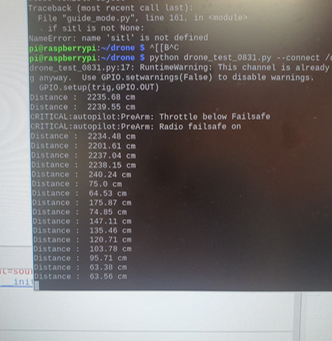 Traceback (most recent call last):
File "guide_mode.py", line 161, in <module>
if sitl is not None:
NameError: name 'sitl' is not defined
pi@raspberrypi:~/drone $ ^[[B^C
pi@raspberrypi:~/drone $ python drone_test_0831.py --connect /
drone_test_0831.py:17: RuntimeWarning: This channel is already
g anyway. Use GPIO.setwarnings(False) to disable warnings.
GPIO.setup(trig,GPIO.OUT)
Distance : 2235.68 cm
Distance : 2239.55 cm
CRITICAL:autopilot:PreArm: Throttle below Failsafe
CRITICAL:autopilot:PreArm: Radio failsafe on
Distance : 2234.48 cm
Distance : 2201.61 cm
Distance : 2237.04 cm
Distance : 2238.15 cm
Distance : 240.24 cm
Distance : 75.0 cm
Distance : 64.53 cm
Distance : 175.87 cm
Distance : 74.85 cm
Distance : 147.11 cm
Distance : 135.46 cm
Distance : 120.71 cm
Distance : 103.78 cm
Distance : 95.71 cm
Distance : 63.38 cm
Distance : 63.56 cm
t=sou
__init